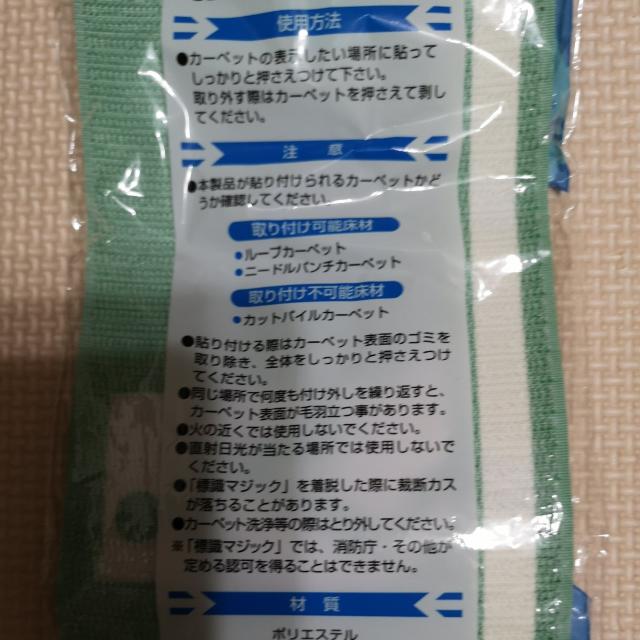 使用方法
●カーペットの表示したい場所に貼って
しっかりと押さえつけて下さい。
取り外す際はカーペットを押さえて剥し
てください。
注意
●本製品が貼り付けられるカーペットかど
うか確認してください。
取り付け可能床材
・ループカーペット
・ニードルパンチカーペット
取り付け不可能床材
・カットパイルカーペット
●貼り付ける際はカーペット表面のゴミを
取り除き、全体をしっかりと押さえつけ
てください。
●同じ場所で何度も付け外しを繰り返すと、
カーペット表面が毛羽立つ事があります。
●火の近くでは使用しないでください。
●直射日光が当たる場所では使用しないで
ください。
●「標識マジック」を着脱した際に裁断カス
が落ちることがあります。
●カーペット洗浄等の際はとり外してください。
※「標識マジック」では、消防庁・その他が
定める認可を得ることはできません。
材質
ポリエステル